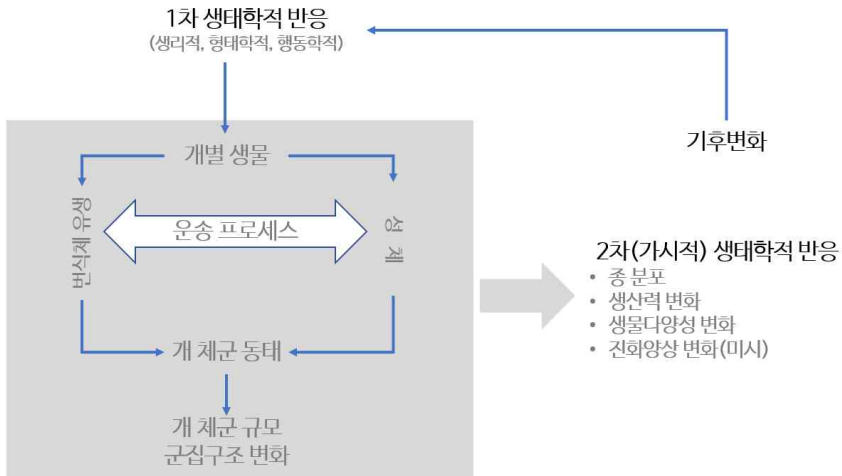 1차 생태학적 반응
(생리적, 형태학적, 행동학적)
기후변화
개별 생물
번식체 유생
운송 프로세스
성 체
2차(가시적) 생태학적 반응
• 종 분포
• 생산력 변화
• 생물다양성 변화
• 진화양상 변화(미시)
개 체군 동태
개 체군 규모
군집구조 변화